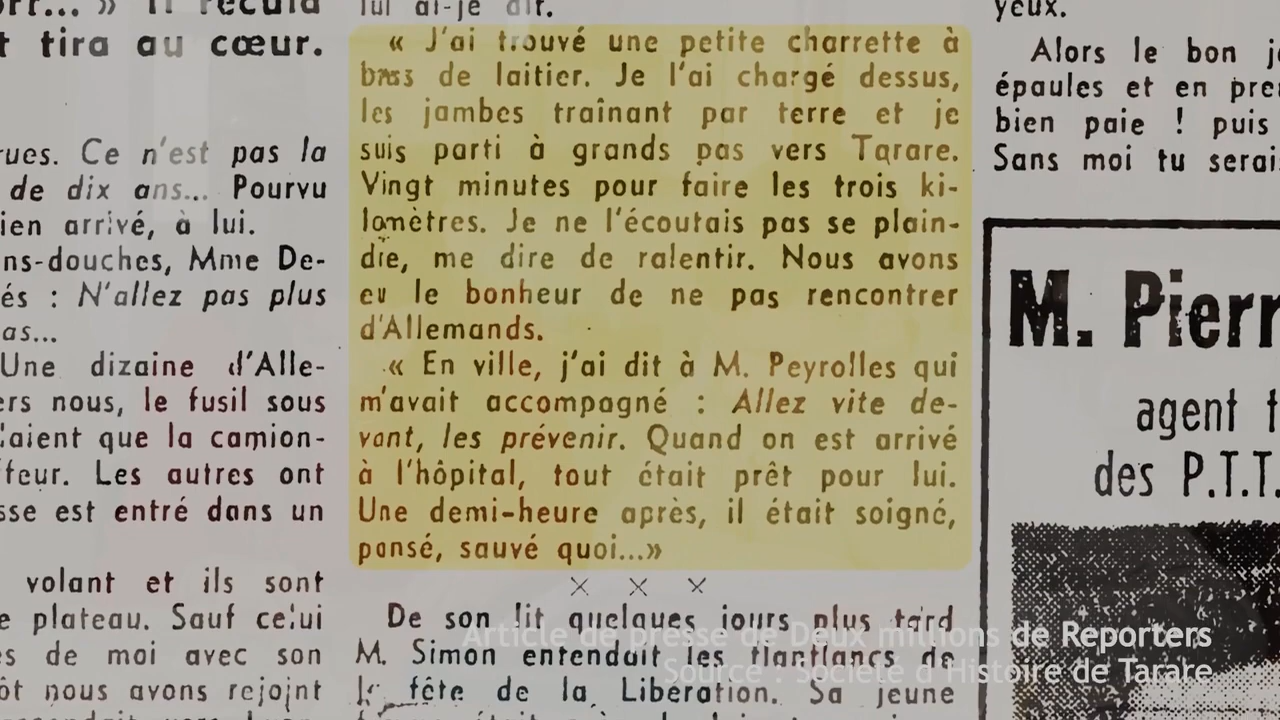 orr... » Il recula
t tira au cœur.
rues. Ce n'est pas la
de dix ans... Pourvu
ien arrivé, à lui.
ns-douches, Mme De-
és : N'allez pas plus
as...
Une dizaine d'Alle-
ers nous, le fusil sous
l'aient que la camion-
ffeur. Les autres ont
sse est entré dans un
volant et ils sont
e plateau. Sauf celui
es de moi avec son
ôt nous avons rejoint
lui ai-je dit.
« J'ai trouvé une petite charrette à
bras de laitier. Je l'ai chargé dessus,
les jambes traînant par terre et je
suis parti à grands pas vers Tarare.
Vingt minutes pour faire les trois ki-
lomètres. Je ne l'écoutais pas se plain-
die, me dire de ralentir. Nous avons
eu le bonheur de ne pas rencontrer
d'Allemands.
« En ville, j'ai dit à M. Peyrolles qui
m'avait accompagné : Allez vite de-
vant, les prévenir. Quand on est arrivé
à l'hôpital, tout était prêt pour lui.
Une demi-heure après, il était soigné,
pansé, sauvé quoi...»
× × ×
De son lit quelques jours plus tard
M. Simon entendait les flonflons de
fête de la Liberation. Sa jeune
yeux.
Alors le bon
épaules et en pre
bien paie ! puis
Sans moi tu serai
M. Pierr
agent
des P.T.T.
Article de presse de Deux millions de Reporters
Source : Société d'Histoire de Tarare